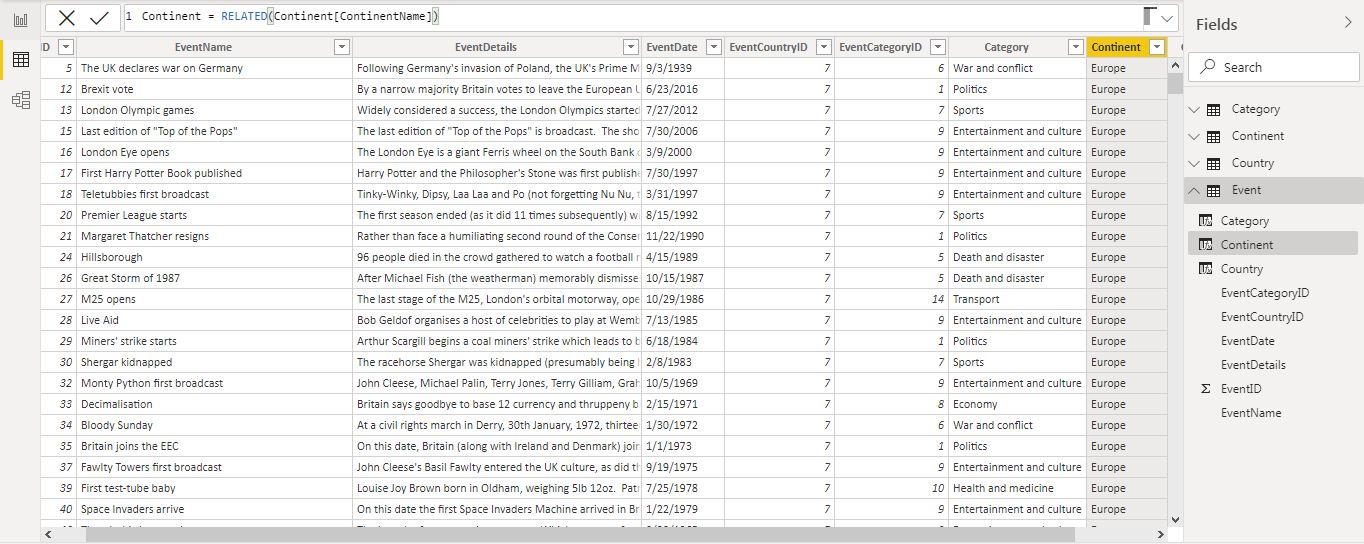 1 Continent = RELATED(Continent[ContinentName])
Fields
Search
ID EventName EventDetails EventDate EventCountryID EventCategoryID Category Continent
5 The UK declares war on Germany Following Germany's invasion of Poland, the UK's Prime 9/3/1939 7 6 War and conflict Europe
12 Brexit vote By a narrow majority Britain votes to leave the European 6/23/2016 7 1 Politics Europe
13 London Olympic games Widely considered a success, the London Olympics started 7/27/2012 7 7 Sports Europe
15 Last edition of "Top of the Pops" The last edition of "Top of the Pops" is broadcast. The sho 7/30/2006 7 9 Entertainment and culture Europe
16 London Eye opens The London Eye is a giant Ferris wheel on the South Bank 3/9/2000 7 9 Entertainment and culture Europe
17 First Harry Potter Book published Harry Potter and the Philosopher's Stone was first publishe 7/30/1997 7 9 Entertainment and culture Europe
18 Teletubbies first broadcast Tinky-Winky, Dipsy, Laa Laa and Po (not forgetting Nu Nu, 3/31/1997 7 9 Entertainment and culture Europe
20 Premier League starts The first season ended (as it did 11 times subsequently) w 8/15/1992 7 7 Sports Europe
21 Margaret Thatcher resigns Rather than face a humiliating second round of the Conse 11/22/1990 7 1 Politics Europe
24 Hillsborough 96 people died in the crowd gathered to watch a football 4/15/1989 7 5 Death and disaster Europe
26 Great Storm of 1987 After Michael Fish (the weatherman) memorably dismisse 10/15/1987 7 5 Death and disaster Europe
27 M25 opens The last stage of the M25, London's orbital motorway, ope 10/29/1986 7 14 Transport Europe
28 Live Aid Bob Geldof organises a host of celebrities to play at Wemb 7/13/1985 7 9 Entertainment and culture Europe
29 Miners' strike starts Arthur Scargill begins a coal miners' strike which leads to 6/18/1984 7 1 Politics Europe
30 Shergar kidnapped The racehorse Shergar was kidnapped (presumably being 2/8/1983 7 7 Sports Europe
32 Monty Python first broadcast John Cleese, Michael Palin, Terry Jones, Terry Gilliam, Grah 10/5/1969 7 9 Entertainment and culture Europe
33 Decimalisation Britain says goodbye to base 12 currency and thruppeny b 2/15/1971 7 8 Economy Europe
34 Bloody Sunday At a civil rights march in Derry, 30th January, 1972, thirtee 1/30/1972 7 6 War and conflict Europe
35 Britain joins the EEC On this date, Britain (along with Ireland and Denmark) joi 1/1/1973 7 1 Politics Europe
37 Fawlty Towers first broadcast John Cleese's Basil Fawlty entered the UK culture, as did th 9/19/1975 7 9 Entertainment and culture Europe
39 First test-tube baby Louise Joy Brown born in Oldham, weighing 5lb 12oz. Pat 7/25/1978 7 10 Health and medicine Europe
40 Space Invaders arrive On this date the first Space Invaders Machine arrived in Br 1/22/1979 7 9 Entertainment and culture Europe
Category
Continent
Country
Event
Category
Continent
Country
EventCategoryID
EventCountryID
EventDate
EventDetails
Σ EventID
EventName